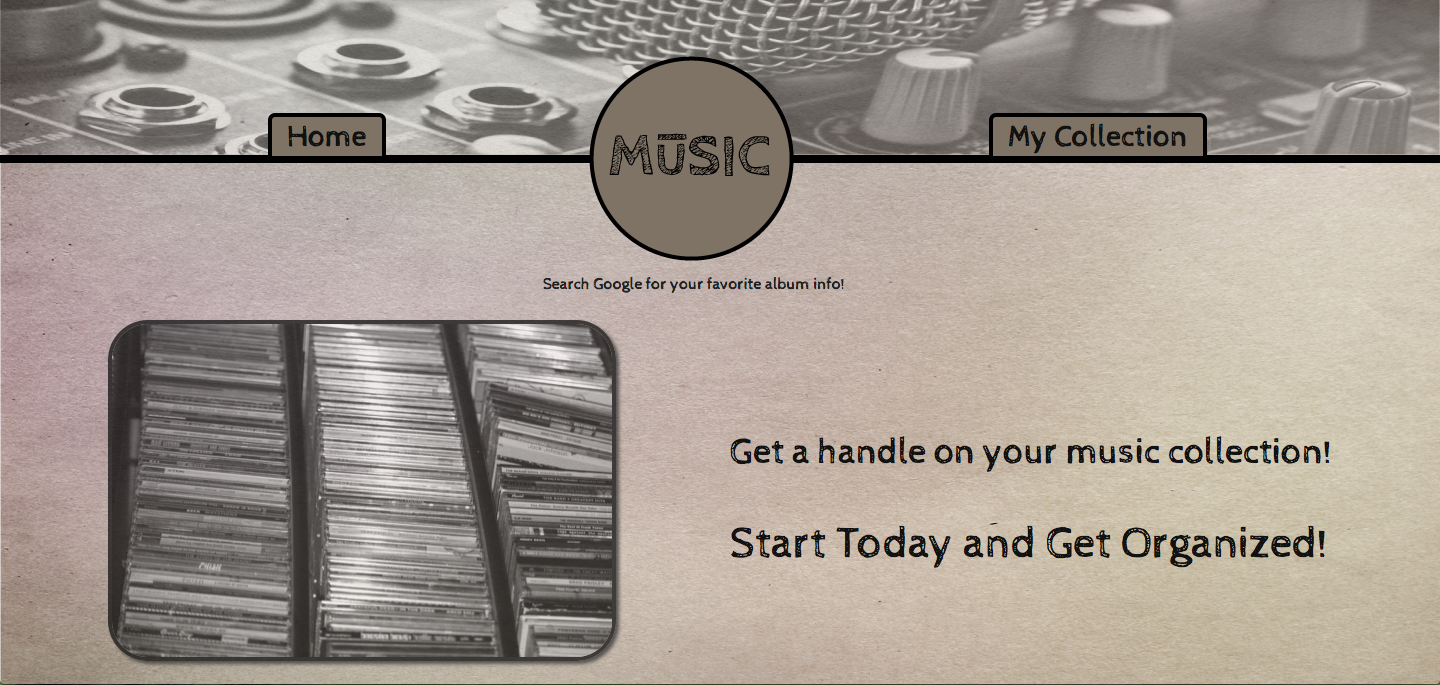 Home
MūSIC
My Collection
Search Google for your favorite album info!
Get a handle on your music collection!
Start Today and Get Organized!